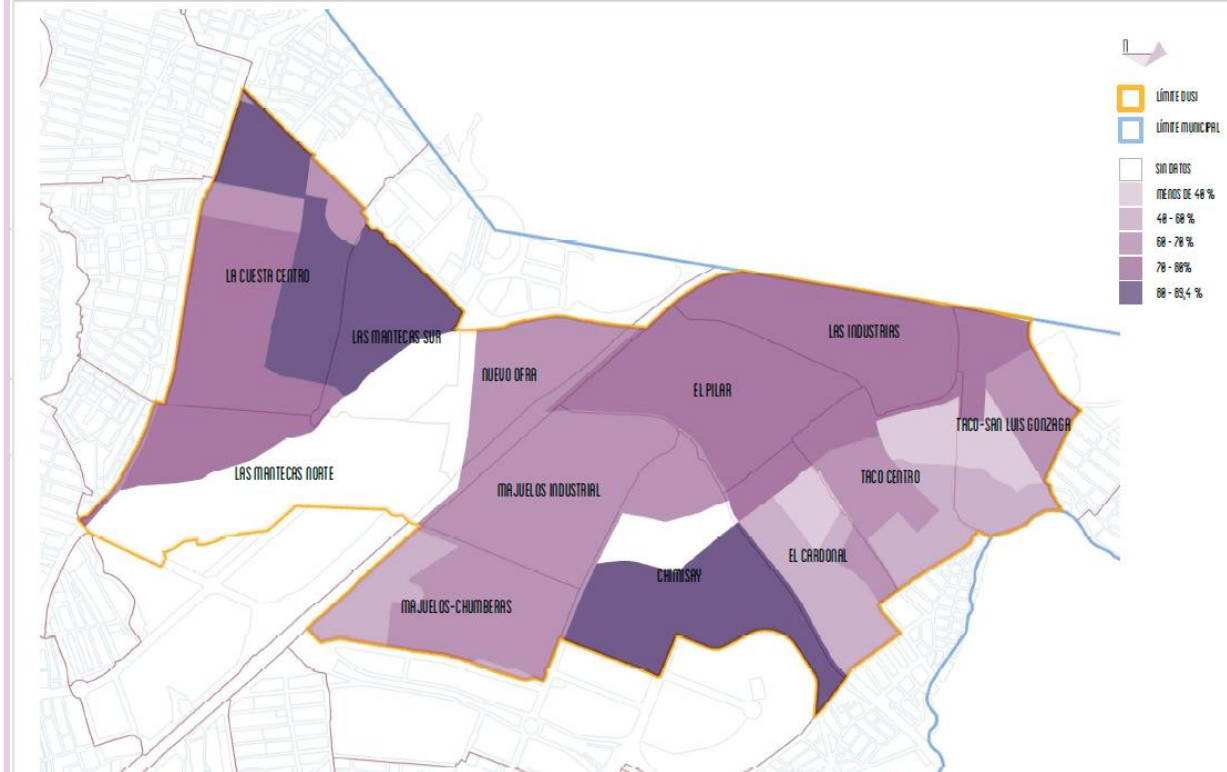 N
LÍMITE DUSI
LÍMITE MUNICIPAL
SIN DATOS
MENOS DE 40 %
40 - 60 %
60 - 70 %
70 - 80%
80 - 89,4 %
LA CUESTA CENTRO
LAS MANTECAS SUR
LAS INDUSTRIAS
NUEVO OFRA
EL PILAR
TACO-SAN LUIS GONZAGA
LAS MANTECAS NORTE
TACO CENTRO
MAJUELOS INDUSTRIAL
EL CARDONAL
CHIMISAY
MAJUELOS-CHUMBERAS